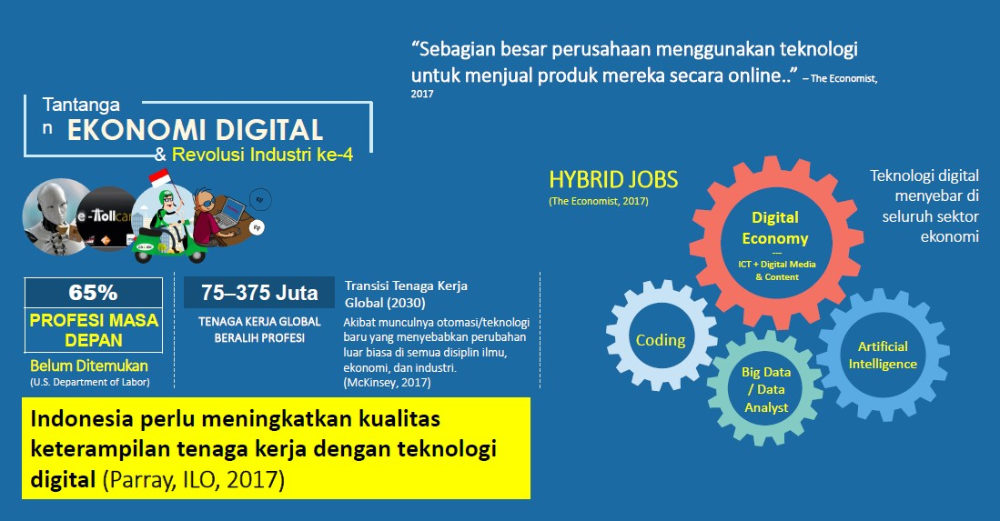 “Sebagian besar perusahaan menggunakan teknologi
untuk menjual produk mereka secara online..” – The Economist,
2017
Tantanga
n EKONOMI DIGITAL
& Revolusi Industri ke-4
e-Toll
Rp
Rp
65%
PROFESI MASA
DEPAN
Belum Ditemukan
(U.S. Department of Labor)
75–375 Juta
TENAGA KERJA GLOBAL
BERALIH PROFESI
Transisi Tenaga Kerja
Global (2030)
Akibat munculnya otomasi/teknologi
baru yang menyebabkan perubahan
luar biasa di semua disiplin ilmu,
ekonomi, dan industri.
(McKinsey, 2017)
Indonesia perlu meningkatkan kualitas
keterampilan tenaga kerja dengan teknologi
digital (Parray, ILO, 2017)
HYBRID JOBS
(The Economist, 2017)
Digital
Economy
---
ICT + Digital Media
& Content
Teknologi digital
menyebar di
seluruh sektor
ekonomi
Coding
Big Data
/ Data
Analyst
Artificial
Intelligence